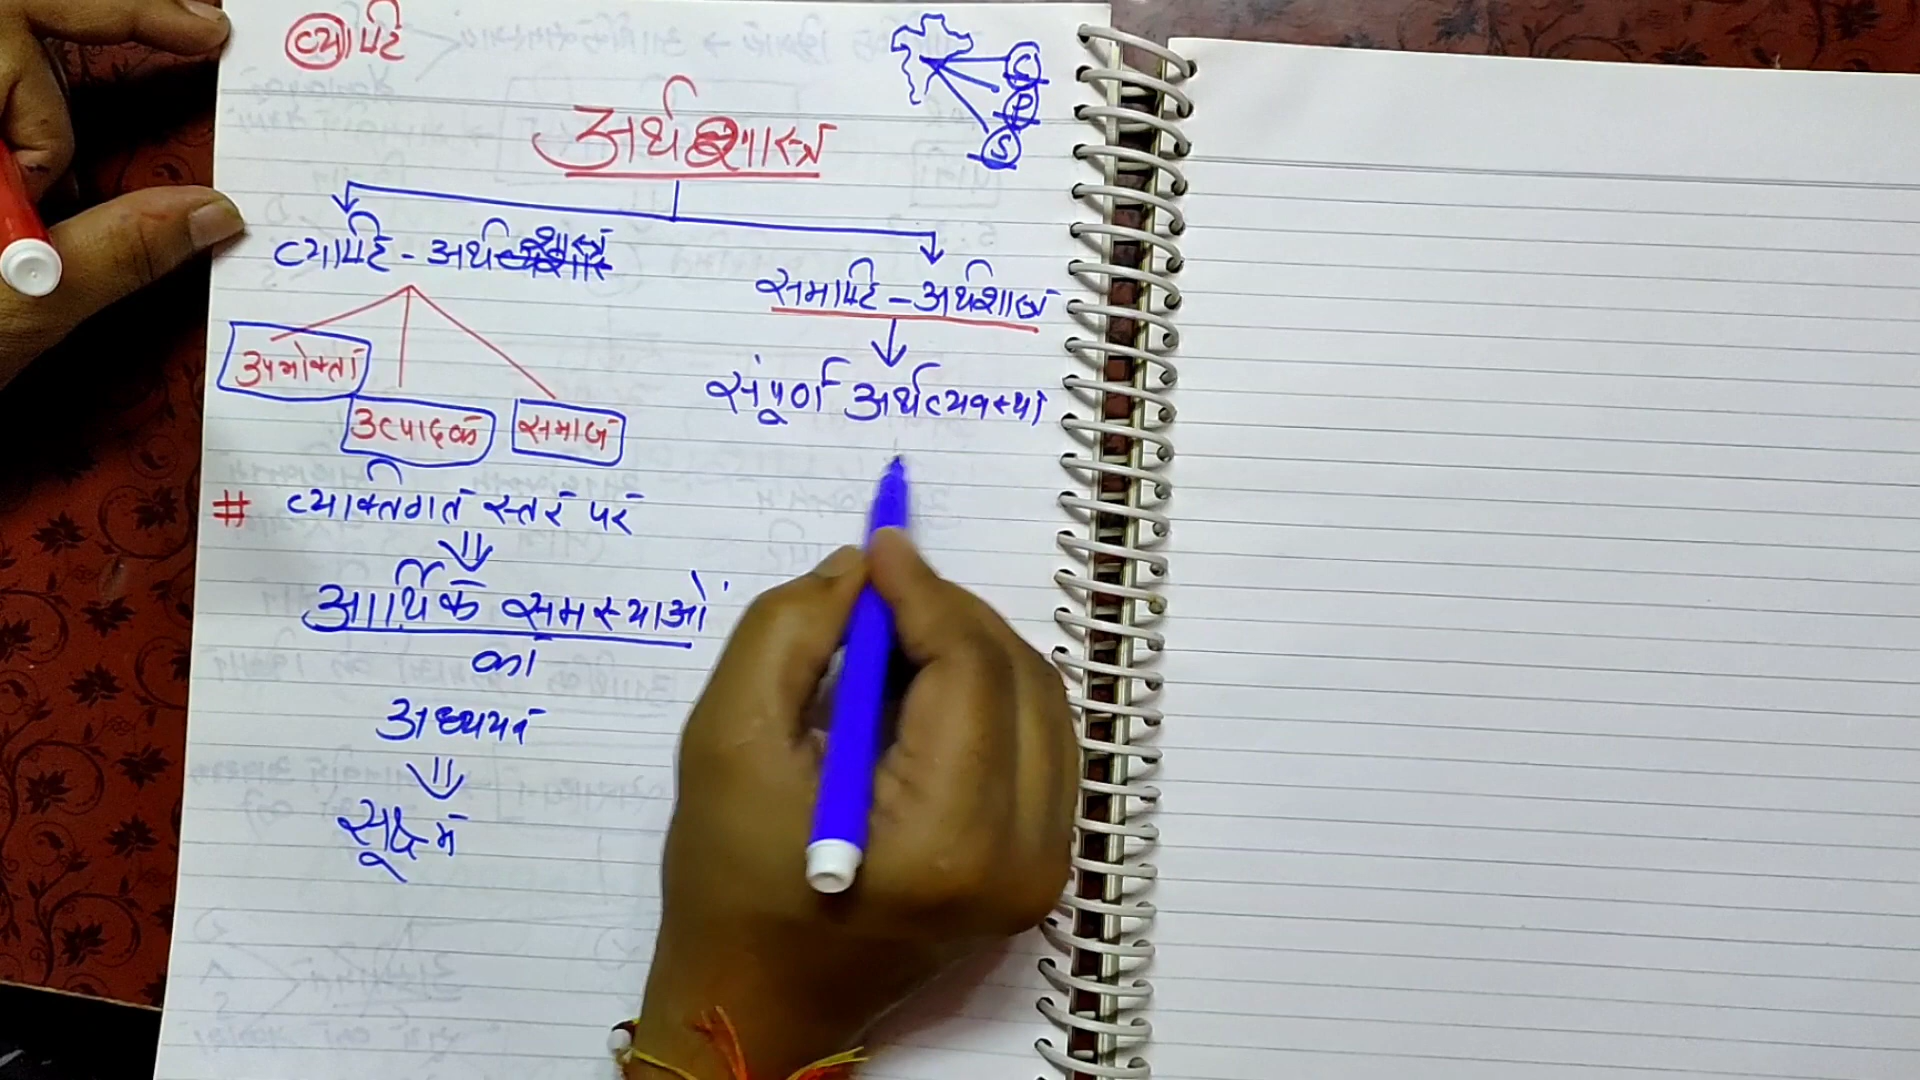 व्यष्टि
C
P
S
अर्थशास्त्र
व्यष्टि - अर्थशास्त्र
समष्टि - अर्थशास्त्र
उपभोक्ता
उत्पादक
समाज
संपूर्ण अर्थव्यवस्था
# व्यक्तिगत स्तर पर
आर्थिक समस्याओं
का
अध्ययन
सूक्ष्म